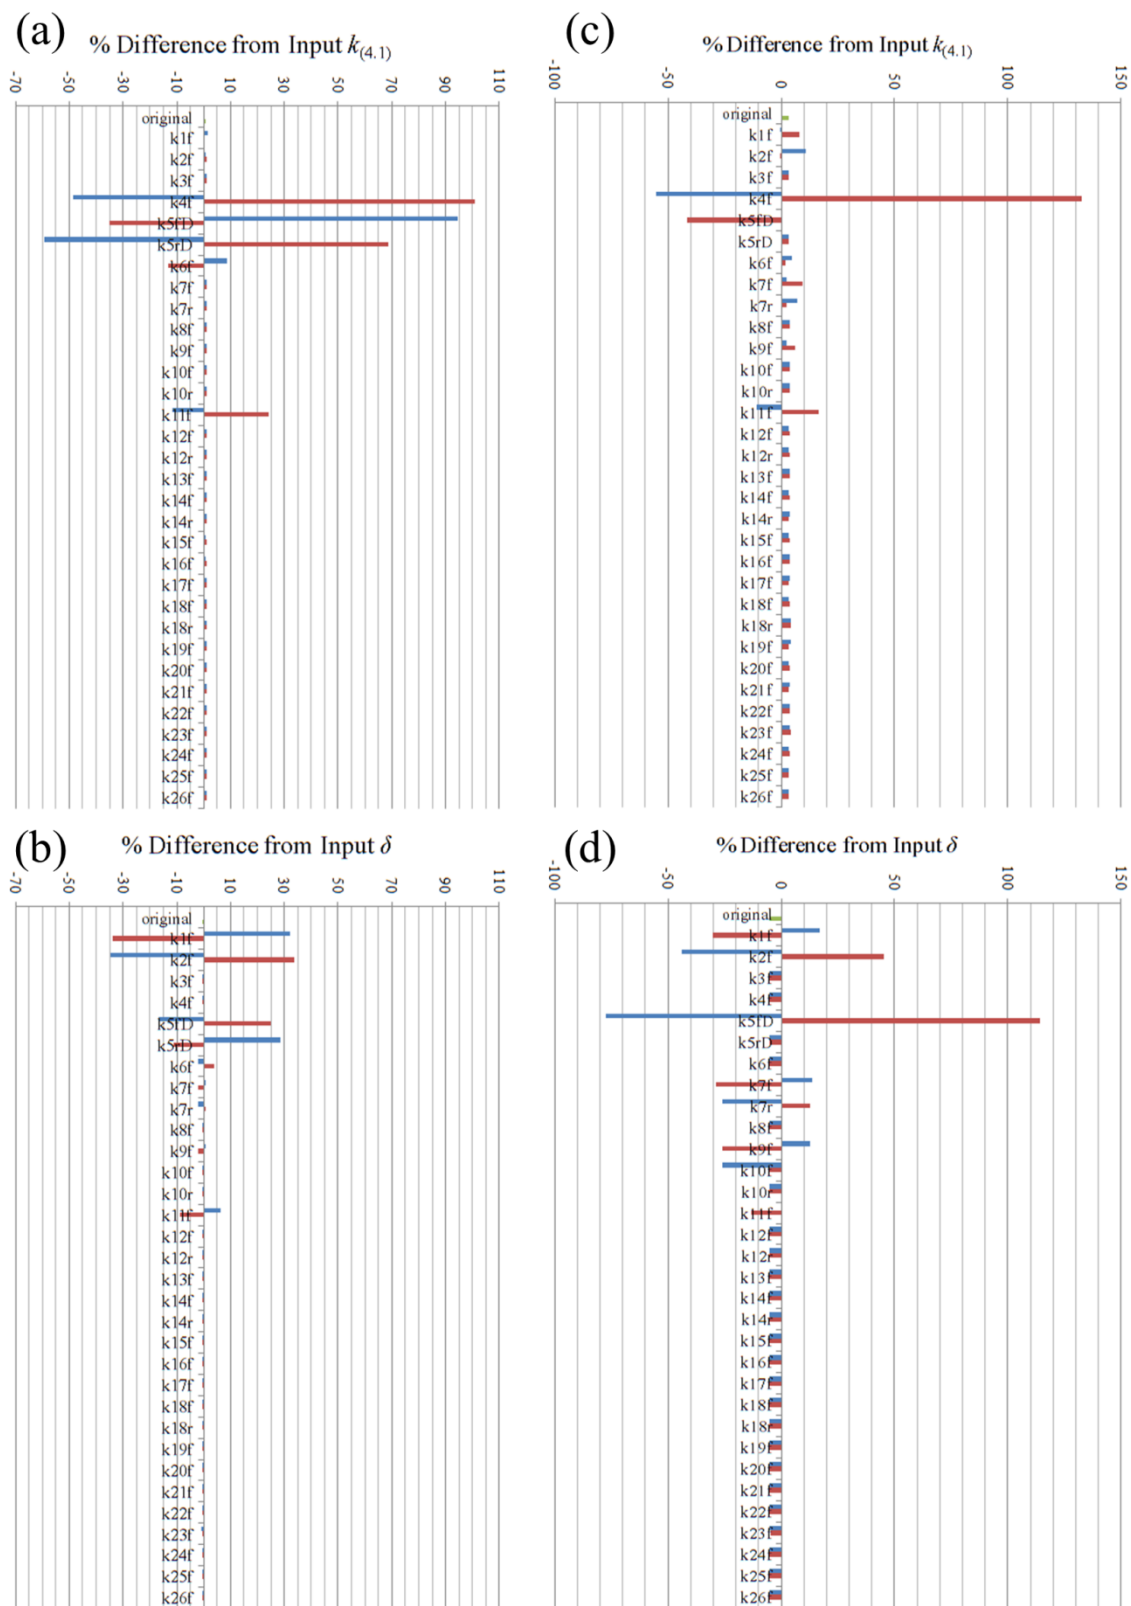 (a)
% Difference from Input k(4.1)
-70 -50 -30 -10 10 30 50 70 90 110
original
k1f
k2f
k3f
k4f
k5fD
k5rD
k6f
k7f
k7r
k8f
k9f
k10f
k10r
k11f
k12f
k12r
k13f
k14f
k14r
k15f
k16f
k17f
k18f
k18r
k19f
k20f
k21f
k22f
k23f
k24f
k25f
k26f
(c)
% Difference from Input k(4.1)
-100 -50 0 50 100 150
original
k1f
k2f
k3f
k4f
k5fD
k5rD
k6f
k7f
k7r
k8f
k9f
k10f
k10r
k11f
k12f
k12r
k13f
k14f
k14r
k15f
k16f
k17f
k18f
k18r
k19f
k20f
k21f
k22f
k23f
k24f
k25f
k26f
(b)
% Difference from Input δ
-70 -50 -30 -10 10 30 50 70 90 110
original
k1f
k2f
k3f
k4f
k5fD
k5rD
k6f
k7f
k7r
k8f
k9f
k10f
k10r
k11f
k12f
k12r
k13f
k14f
k14r
k15f
k16f
k17f
k18f
k18r
k19f
k20f
k21f
k22f
k23f
k24f
k25f
k26f
(d)
% Difference from Input δ
-100 -50 0 50 100 150
original
k1f
k2f
k3f
k4f
k5fD
k5rD
k6f
k7f
k7r
k8f
k9f
k10f
k10r
k11f
k12f
k12r
k13f
k14f
k14r
k15f
k16f
k17f
k18f
k18r
k19f
k20f
k21f
k22f
k23f
k24f
k25f
k26f